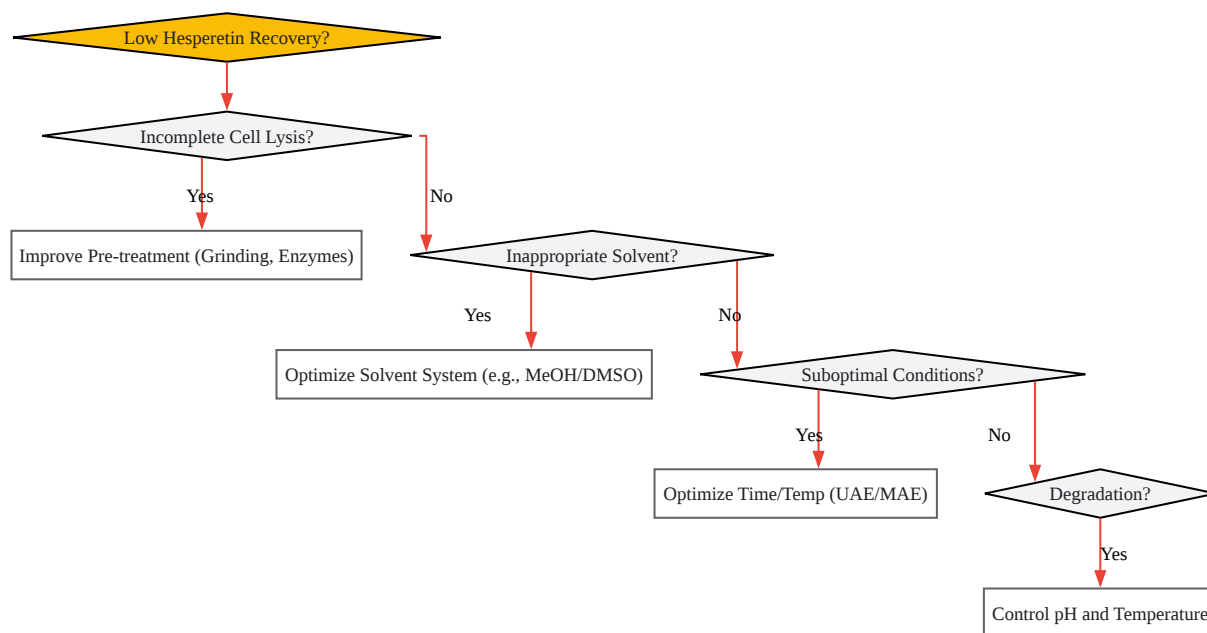 Low Hesperetin Recovery?
Incomplete Cell Lysis?
Yes
No
Improve Pre-treatment (Grinding, Enzymes)
Inappropriate Solvent?
Yes
No
Optimize Solvent System (e.g., MeOH/DMSO)
Suboptimal Conditions?
Yes
No
Optimize Time/Temp (UAE/MAE)
Degradation?
Yes
Control pH and Temperature